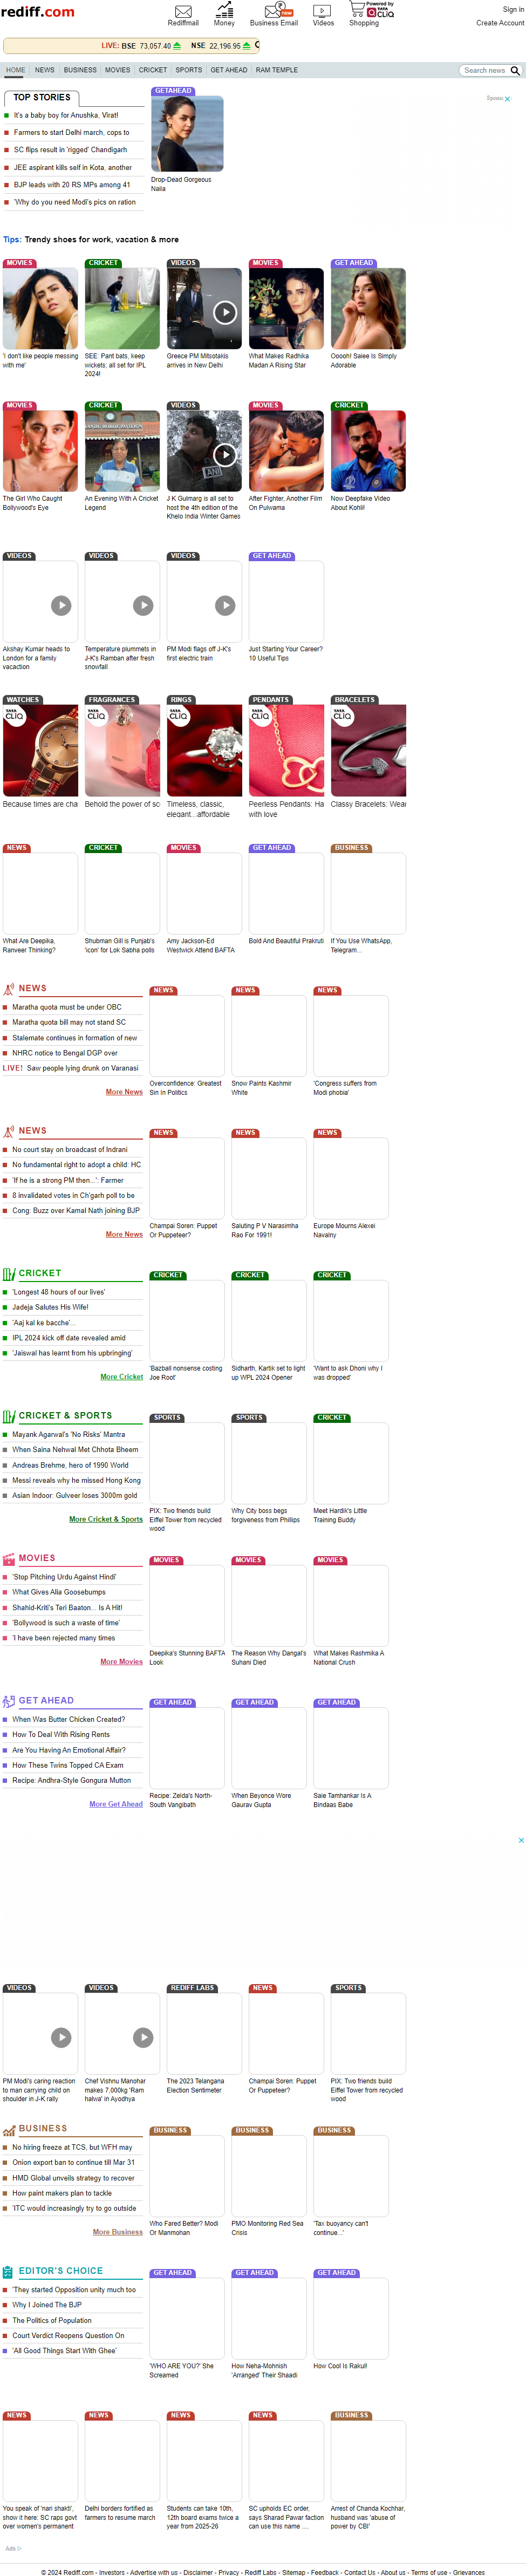 rediff.com
Rediffmail
Money
new
Business Email
Videos
Powered by
TATA CLiQ
Shopping
Sign in
Create Account
LIVE: BSE 73,057.40 NSE 22,196.95
HOME NEWS BUSINESS MOVIES CRICKET SPORTS GET AHEAD RAM TEMPLE
Search news
TOP STORIES
It's a baby boy for Anushka, Virat!
Farmers to start Delhi march, cops to
SC flips result in 'rigged' Chandigarh
JEE aspirant kills self in Kota, another
BJP leads with 20 RS MPs among 41
'Why do you need Modi's pics on ration
GETAHEAD
Drop-Dead Gorgeous
Naila
Tips: Trendy shoes for work, vacation & more
MOVIES
'I don't like people messing
with me'
CRICKET
SEE: Pant bats, keep
wickets; all set for IPL
2024!
VIDEOS
Greece PM Mitsotakis
arrives in New Delhi
MOVIES
What Makes Radhika
Madan A Rising Star
GET AHEAD
Ooooh! Saiee Is Simply
Adorable
MOVIES
The Girl Who Caught
Bollywood's Eye
CRICKET
An Evening With A Cricket
Legend
VIDEOS
ANI
J K Gulmarg is all set to
host the 4th edition of the
Khelo India Winter Games
MOVIES
After Fighter, Another Film
On Pulwama
CRICKET
Now Deepfake Video
About Kohli!
VIDEOS
Akshay Kumar heads to
London for a family
vacaction
VIDEOS
Temperature plummets in
J-K's Ramban after fresh
snowfall
VIDEOS
PM Modi flags off J-K's
first electric train
GET AHEAD
Just Starting Your Career?
10 Useful Tips
WATCHES
TATA CLiQ
Because times are cha
FRAGRANCES
TATA CLiQ
Behold the power of sc
RINGS
TATA CLiQ
Timeless, classic,
elegant...affordable
PENDANTS
TATA CLiQ
Peerless Pendants: Ha
with love
BRACELETS
TATA CLiQ
Classy Bracelets: Wear
NEWS
What Are Deepika,
Ranveer Thinking?
CRICKET
Shubman Gill is Punjab's
'icon' for Lok Sabha polls
MOVIES
Amy Jackson-Ed
Westwick Attend BAFTA
GET AHEAD
Bold And Beautiful Prakruti
BUSINESS
If You Use WhatsApp,
Telegram...
NEWS
Maratha quota must be under OBC
Maratha quota bill may not stand SC
Stalemate continues in formation of new
NHRC notice to Bengal DGP over
LIVE! Saw people lying drunk on Varanasi
More News
NEWS
Overconfidence: Greatest
Sin In Politics
NEWS
Snow Paints Kashmir
White
NEWS
'Congress suffers from
Modi phobia'
NEWS
No court stay on broadcast of Indrani
No fundamental right to adopt a child: HC
'If he is a strong PM then...': Farmer
8 invalidated votes in Ch'garh poll to be
Cong: Buzz over Kamal Nath joining BJP
More News
NEWS
Champai Soren: Puppet
Or Puppeteer?
NEWS
Saluting P V Narasimha
Rao For 1991!
NEWS
Europe Mourns Alexei
Navalny
CRICKET
'Longest 48 hours of our lives'
Jadeja Salutes His Wife!
'Aaj kal ke bacche'...
IPL 2024 kick off date revealed amid
'Jaiswal has learnt from his upbringing'
More Cricket
CRICKET
'Bazball nonsense costing
Joe Root'
CRICKET
Sidharth, Kartik set to light
up WPL 2024 Opener
CRICKET
'Want to ask Dhoni why I
was dropped'
CRICKET & SPORTS
Mayank Agarwal's 'No Risks' Mantra
When Saina Nehwal Met Chhota Bheem
Andreas Brehme, hero of 1990 World
Messi reveals why he missed Hong Kong
Asian Indoor: Gulveer loses 3000m gold
More Cricket & Sports
SPORTS
PIX: Two friends build
Eiffel Tower from recycled
wood
SPORTS
Why City boss begs
forgiveness from Phillips
CRICKET
Meet Hardik's Little
Training Buddy
MOVIES
'Stop Pitching Urdu Against Hindi'
What Gives Alia Goosebumps
Shahid-Kriti's Teri Baaton... Is A Hit!
'Bollywood is such a waste of time'
'I have been rejected many times
More Movies
MOVIES
Deepika's Stunning BAFTA
Look
MOVIES
The Reason Why Dangal's
Suhani Died
MOVIES
What Makes Rashmika A
National Crush
GET AHEAD
When Was Butter Chicken Created?
How To Deal With Rising Rents
Are You Having An Emotional Affair?
How These Twins Topped CA Exam
Recipe: Andhra-Style Gongura Mutton
More Get Ahead
GET AHEAD
Recipe: Zelda's North-
South Vangibath
GET AHEAD
When Beyonce Wore
Gaurav Gupta
GET AHEAD
Saie Tamhankar Is A
Bindaas Babe
VIDEOS
PM Modi's caring reaction
to man carrying child on
shoulder in J-K rally
VIDEOS
Chef Vishnu Manohar
makes 7,000kg 'Ram
halwa' in Ayodhya
REDIFF LABS
The 2023 Telangana
Election Sentimeter
NEWS
Champai Soren: Puppet
Or Puppeteer?
SPORTS
PIX: Two friends build
Eiffel Tower from recycled
wood
BUSINESS
No hiring freeze at TCS, but WFH may
Onion export ban to continue till Mar 31
HMD Global unveils strategy to recover
How paint makers plan to tackle
'ITC would increasingly try to go outside
More Business
BUSINESS
Who Fared Better? Modi
Or Manmohan
BUSINESS
PMO Monitoring Red Sea
Crisis
BUSINESS
'Tax buoyancy can't
continue...'
EDITOR'S CHOICE
'They started Opposition unity much too
Why I Joined The BJP
The Politics of Population
Court Verdict Reopens Question On
'All Good Things Start With Ghee'
GET AHEAD
'WHO ARE YOU?' She
Screamed
GET AHEAD
How Neha-Mohnish
'Arranged' Their Shaadi
GET AHEAD
How Cool Is Rakul!
NEWS
You speak of 'nari shakti',
show it here: SC raps govt
over women's permanent
NEWS
Delhi borders fortified as
farmers to resume march
NEWS
Students can take 10th,
12th board exams twice a
year from 2025-26
NEWS
SC upholds EC order,
says Sharad Pawar faction
can use this name ....
BUSINESS
Arrest of Chanda Kochhar,
husband was 'abuse of
power by CBI'
Ads
© 2024 Rediff.com - Investors - Advertise with us - Disclaimer - Privacy - Rediff Labs - Sitemap - Feedback - Contact Us - About us - Terms of use - Grievances